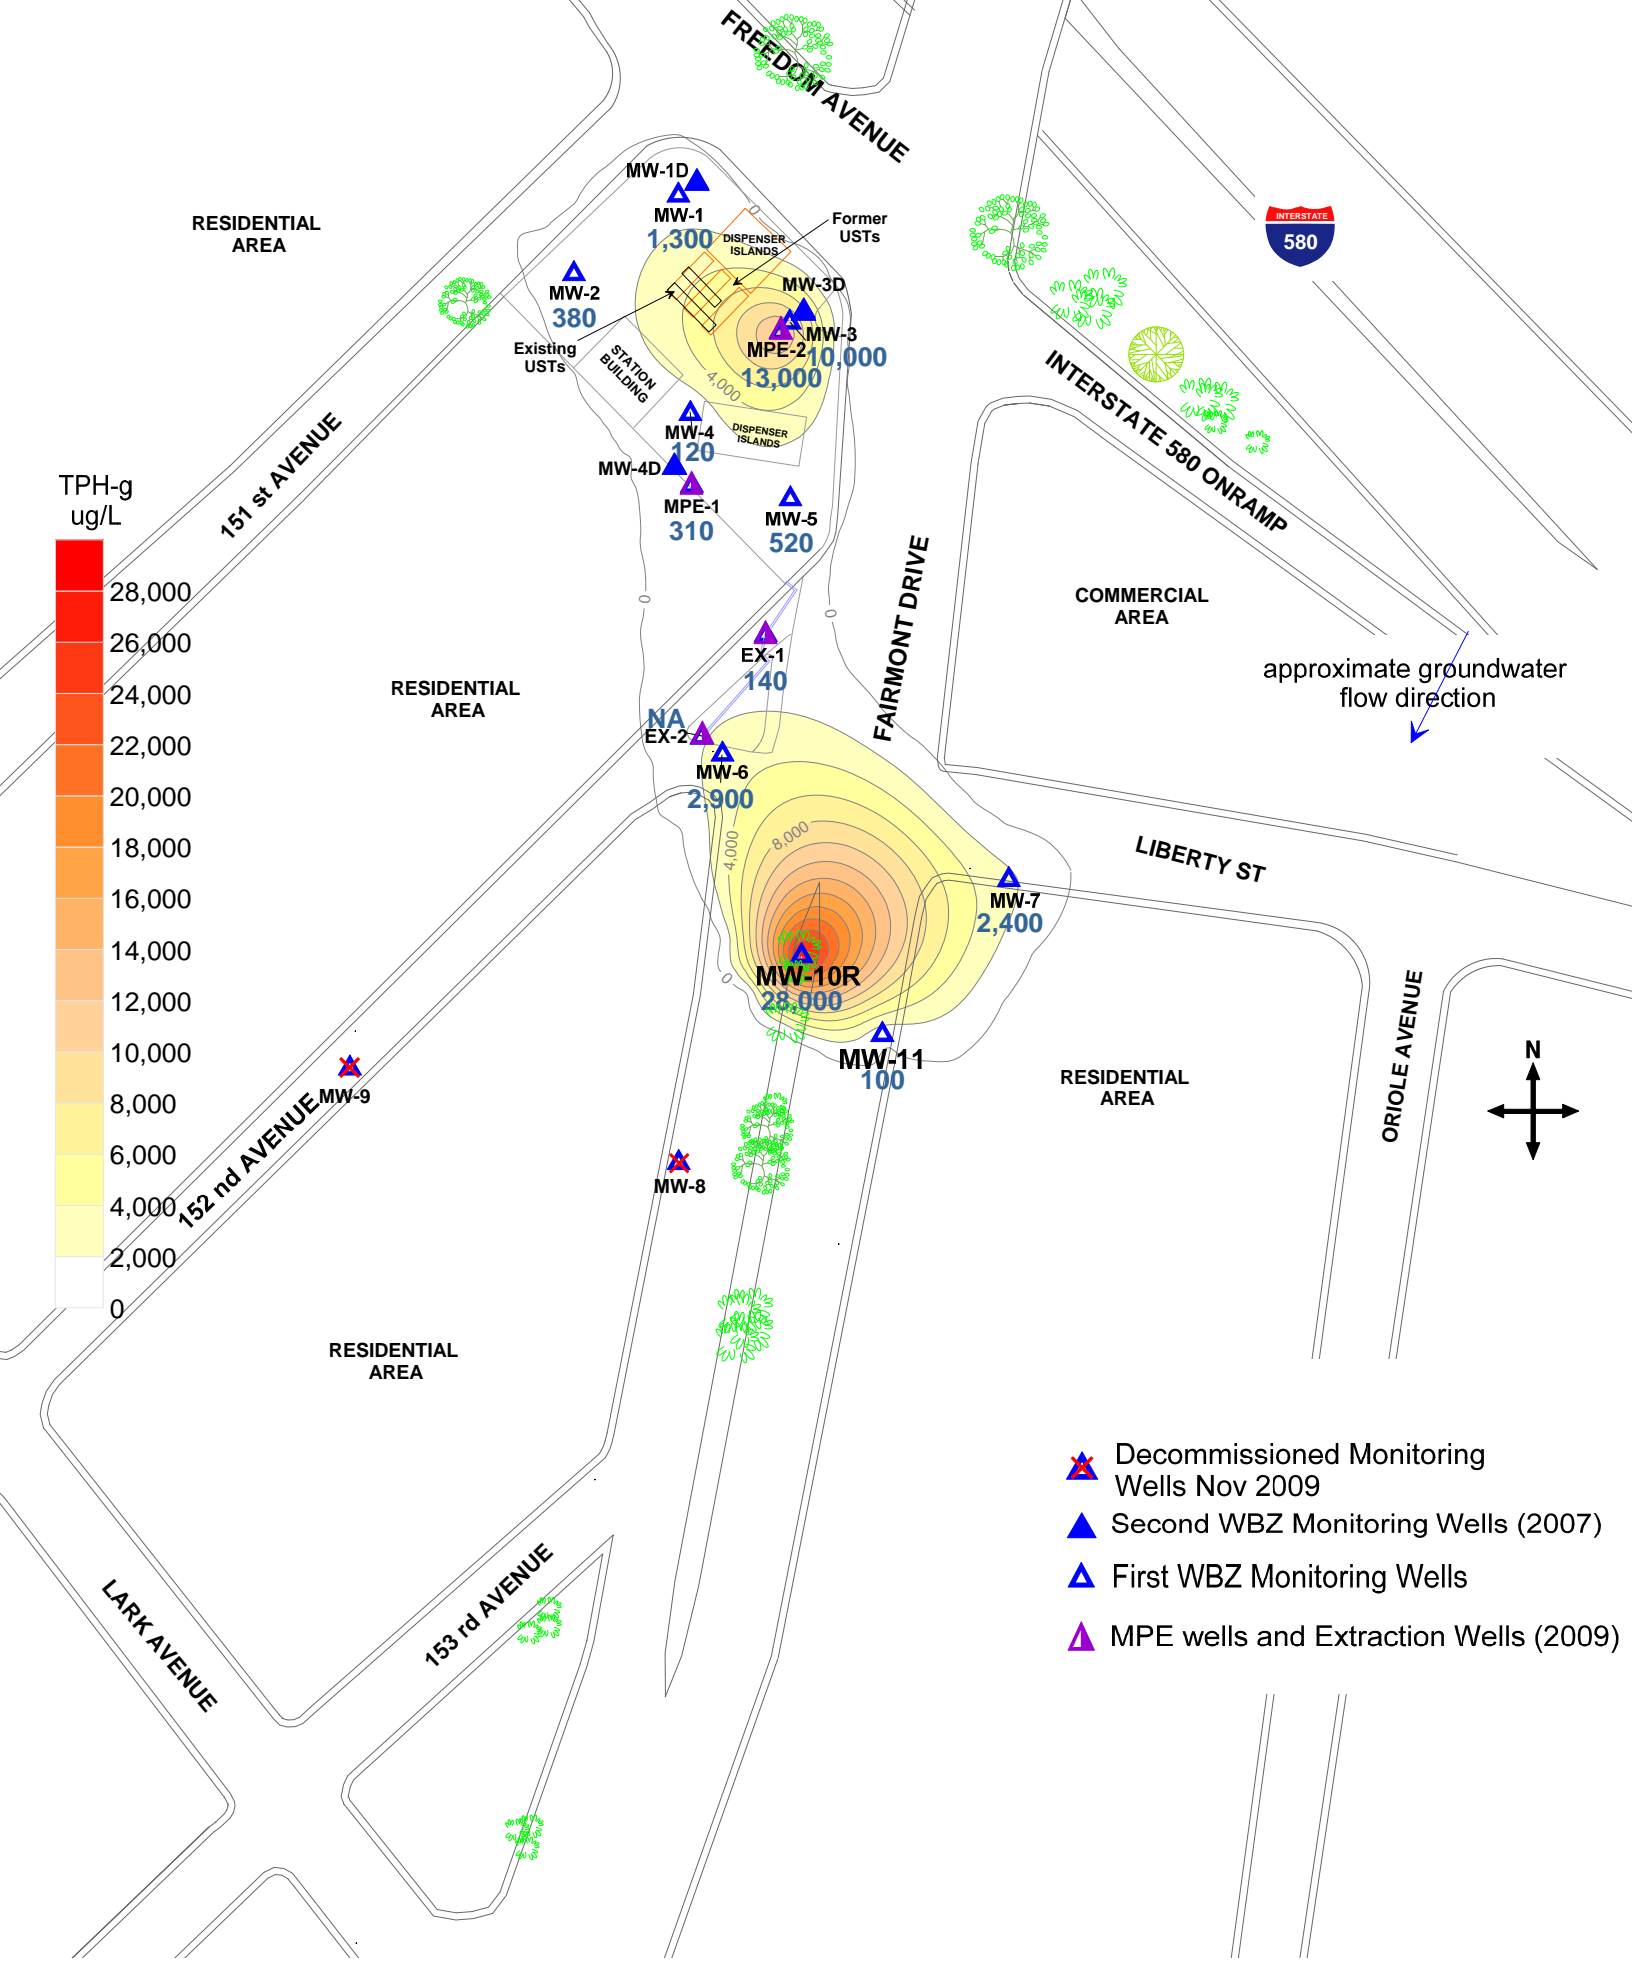 FREEDOM AVENUE
MW-1D
MW-1
1,300
RESIDENTIAL
AREA
0
DISPENSER
ISLANDS
Former
USTs
INTERSTATE
580
MW-2
380
MW-3D
MW-3
10,000
MPE-2
13,000
Existing
USTs
STATION
BUILDING
4,000
INTERSTATE 580 ONRAMP
MW-4
120
DISPENSER
ISLANDS
MW-4D
MPE-1
310
MW-5
520
151 st AVENUE
TPH-g
ug/L
28,000
26,000
24,000
22,000
20,000
18,000
16,000
14,000
12,000
10,000
8,000
6,000
4,000
2,000
0
0
0
FAIRMONT DRIVE
COMMERCIAL
AREA
EX-1
140
approximate groundwater
flow direction
RESIDENTIAL
AREA
NA
EX-2
MW-6
2,900
4,000
8,000
LIBERTY ST
MW-7
2,400
0
MW-10R
28,000
MW-11
100
ORIOLE AVENUE
N
RESIDENTIAL
AREA
MW-9
152 nd AVENUE
MW-8
RESIDENTIAL
AREA
Decommissioned Monitoring
Wells Nov 2009
Second WBZ Monitoring Wells (2007)
First WBZ Monitoring Wells
MPE wells and Extraction Wells (2009)
LARK AVENUE
153 rd AVENUE